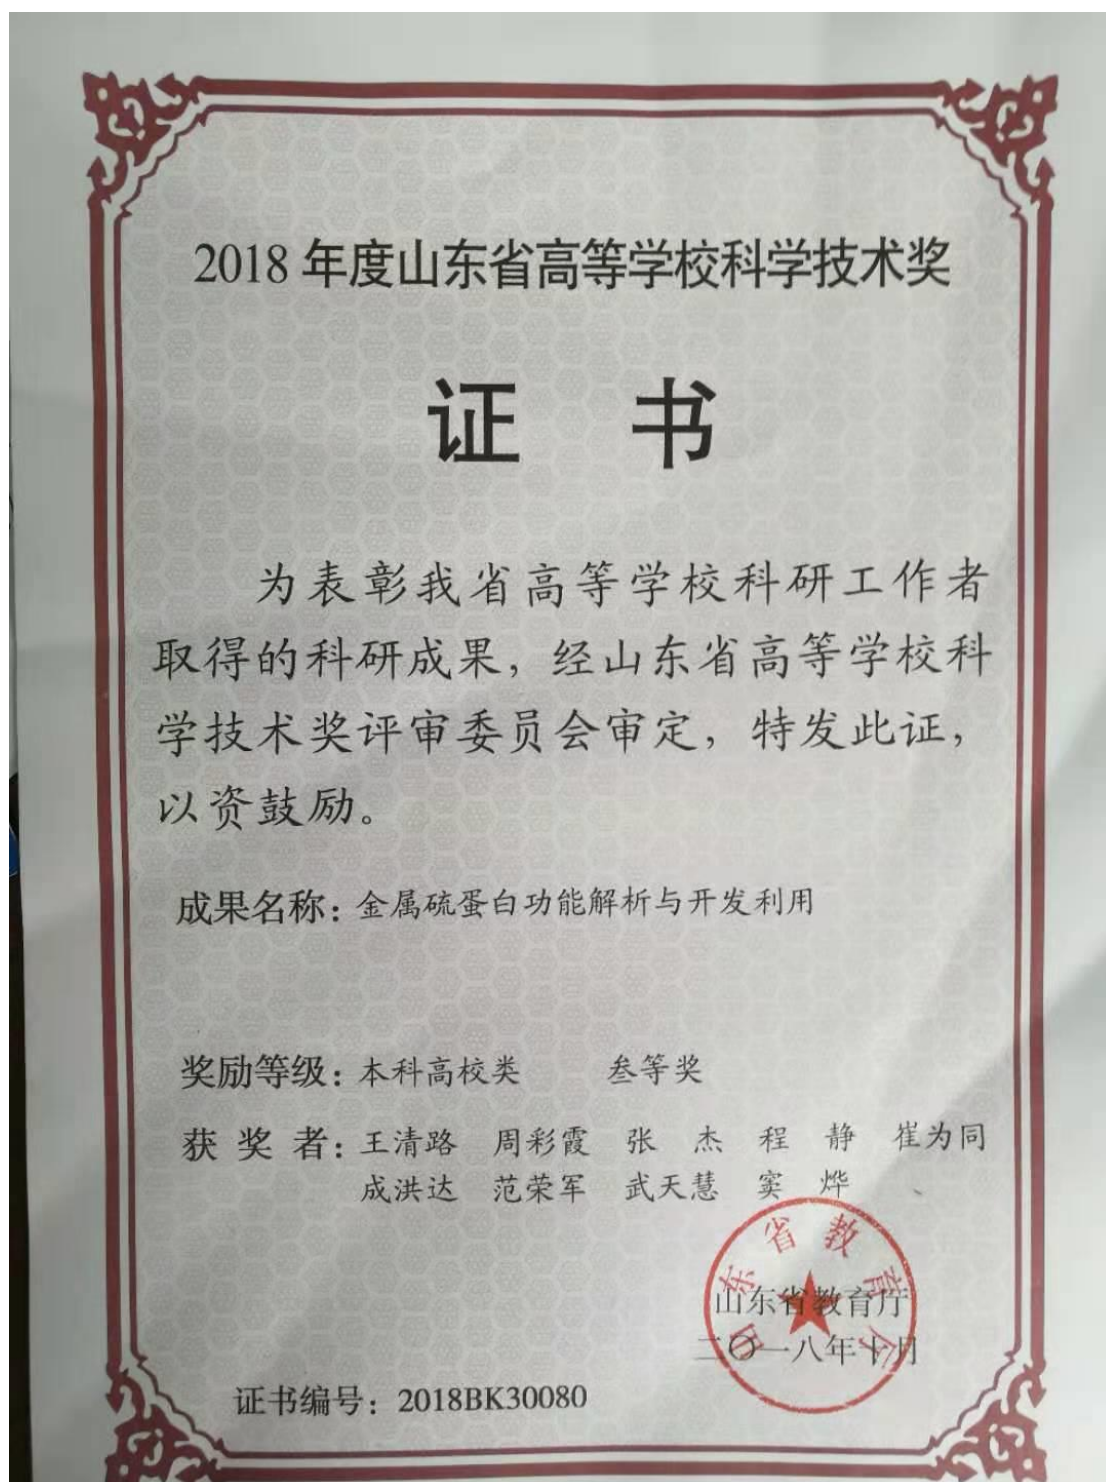 2018 年度山东省高等学校科学技术奖
证 书
为表彰我省高等学校科研工作者
取得的科研成果，经山东省高等学校科
学技术奖评审委员会审定，特发此证，
以资鼓励。
成果名称：金属硫蛋白功能解析与开发利用
奖励等级：本科高校类 叁等奖
获 奖 者：王清路 周彩霞 张 杰 程 静 崔为同
成洪达 范荣军 武天慧 窦 烨
山东省教育厅
山东省教育厅
二〇一八年十月
证书编号：2018BK30080